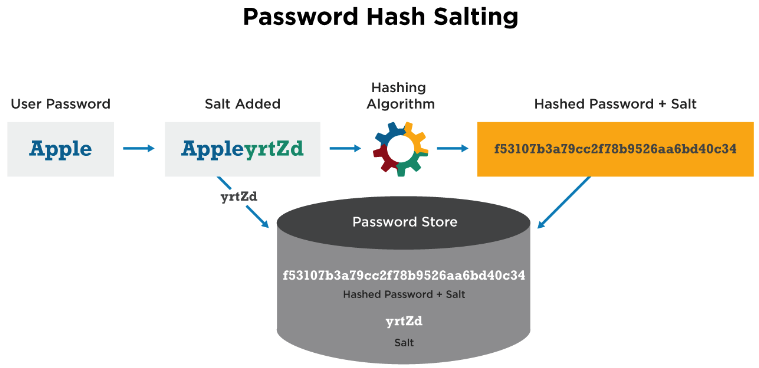 Password Hash Salting
User Password
Salt Added
Hashing
Algorithm
Hashed Password + Salt
Apple
AppleyrtZd
f53107b3a79cc2f78b9526aa6bd40c34
yrtZd
Password Store
f53107b3a79cc2f78b9526aa6bd40c34
Hashed Password + Salt
yrtZd
Salt